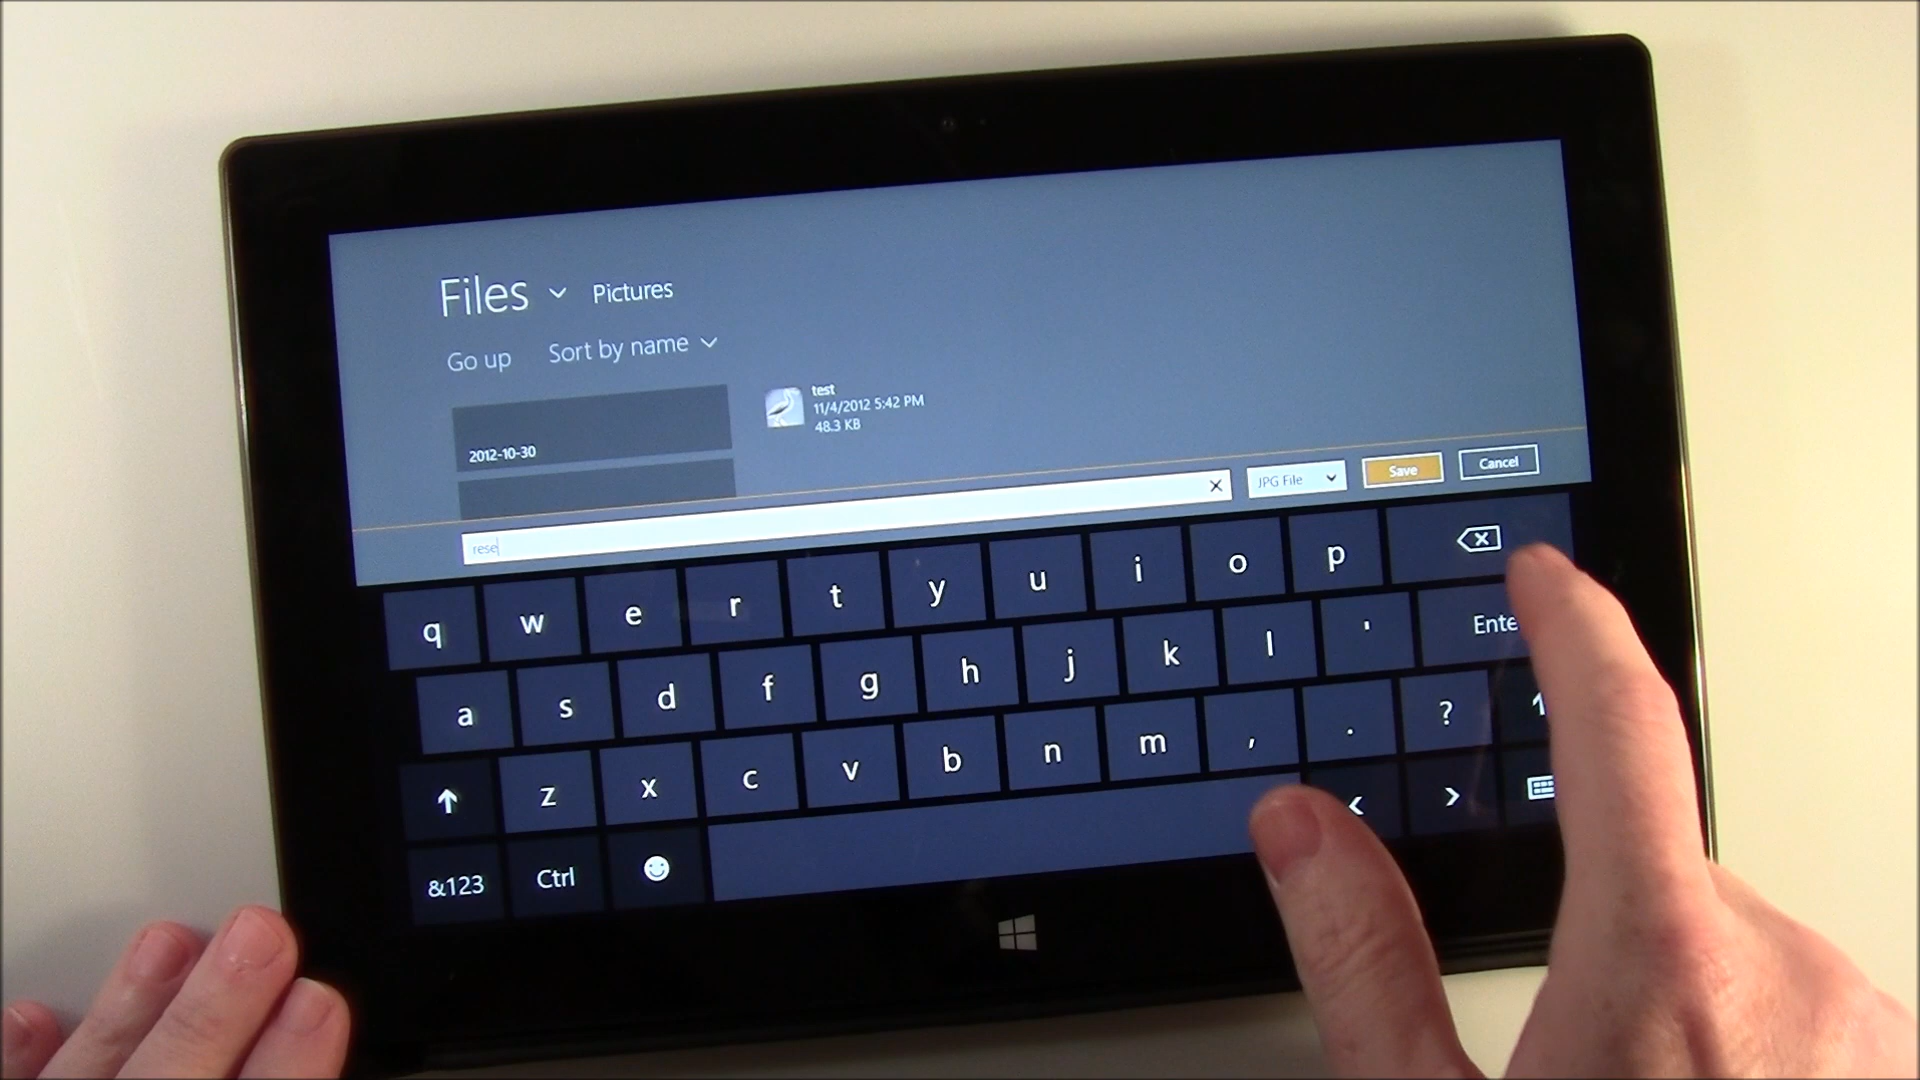 Files Pictures
Go up Sort by name
2012-10-30
test
11/4/2012 5:42 PM
48.3 KB
rese
JPG File
Save
Cancel
q w e r t y u i o p
a s d f g h j k l ' Ente
z x c v b n m , . ?
&123 Ctrl < >